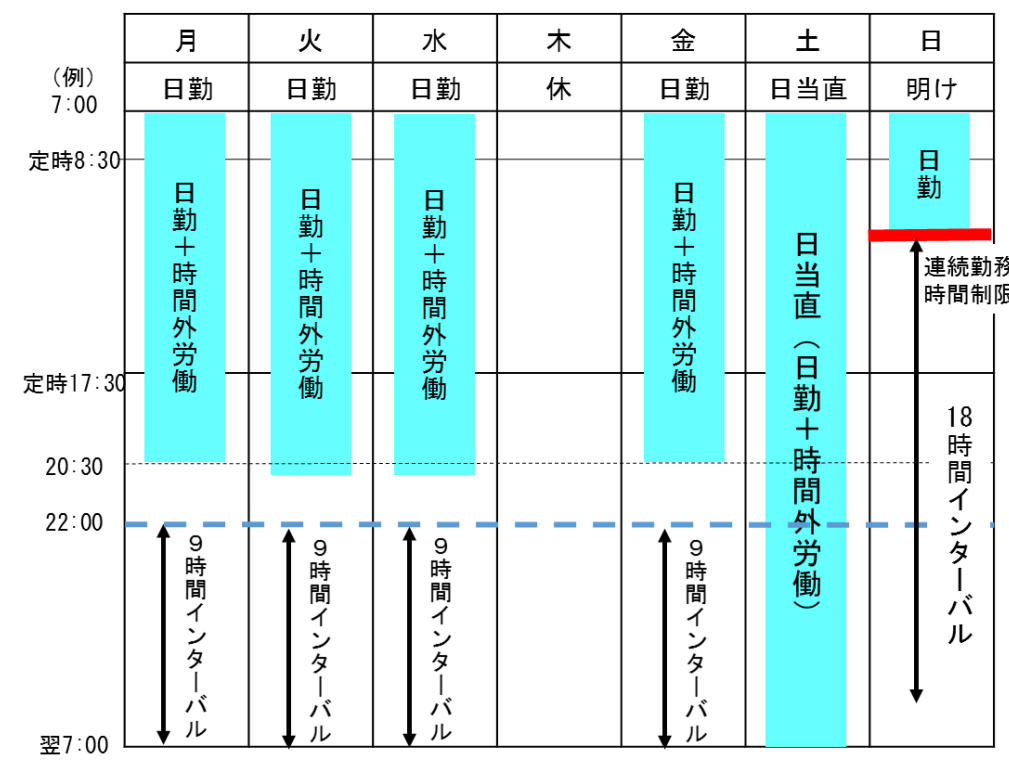 月 火 水 木 金 土 日
（例）
7:00
日勤 日勤 日勤 休 日勤 日当直 明け
定時8:30
日勤＋時間外労働
日勤＋時間外労働
日勤＋時間外労働
日勤＋時間外労働
日当直（日勤＋時間外労働）
日勤
連続勤務
時間制限
定時17:30
20:30
22:00
９時間インターバル
９時間インターバル
９時間インターバル
９時間インターバル
18時間インターバル
翌7:00